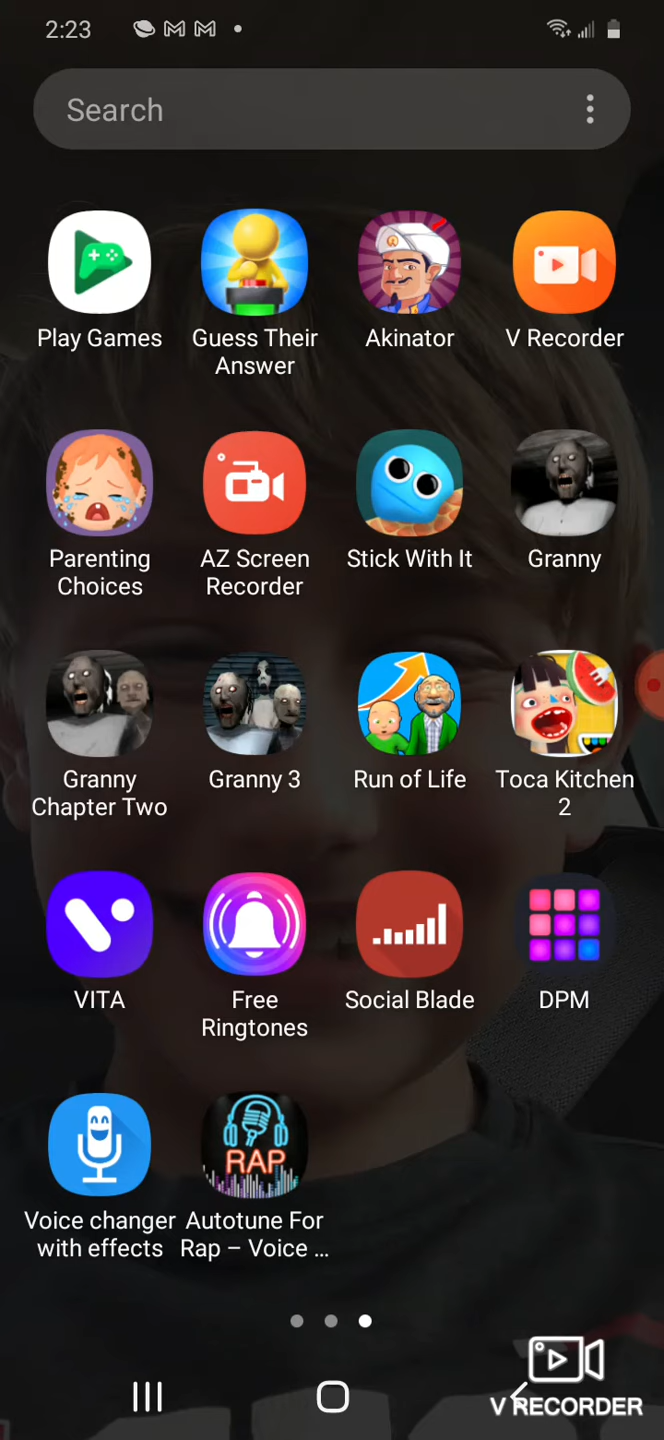 2:23
Search
Play Games
Guess Their
Answer
Akinator
V Recorder
Parenting
Choices
AZ Screen
Recorder
Stick With It
Granny
Granny
Chapter Two
Granny 3
Run of Life
Toca Kitchen
2
VITA
Free
Ringtones
Social Blade
DPM
Voice changer
with effects
RAP
Autotune For
Rap – Voice ...
V RECORDER